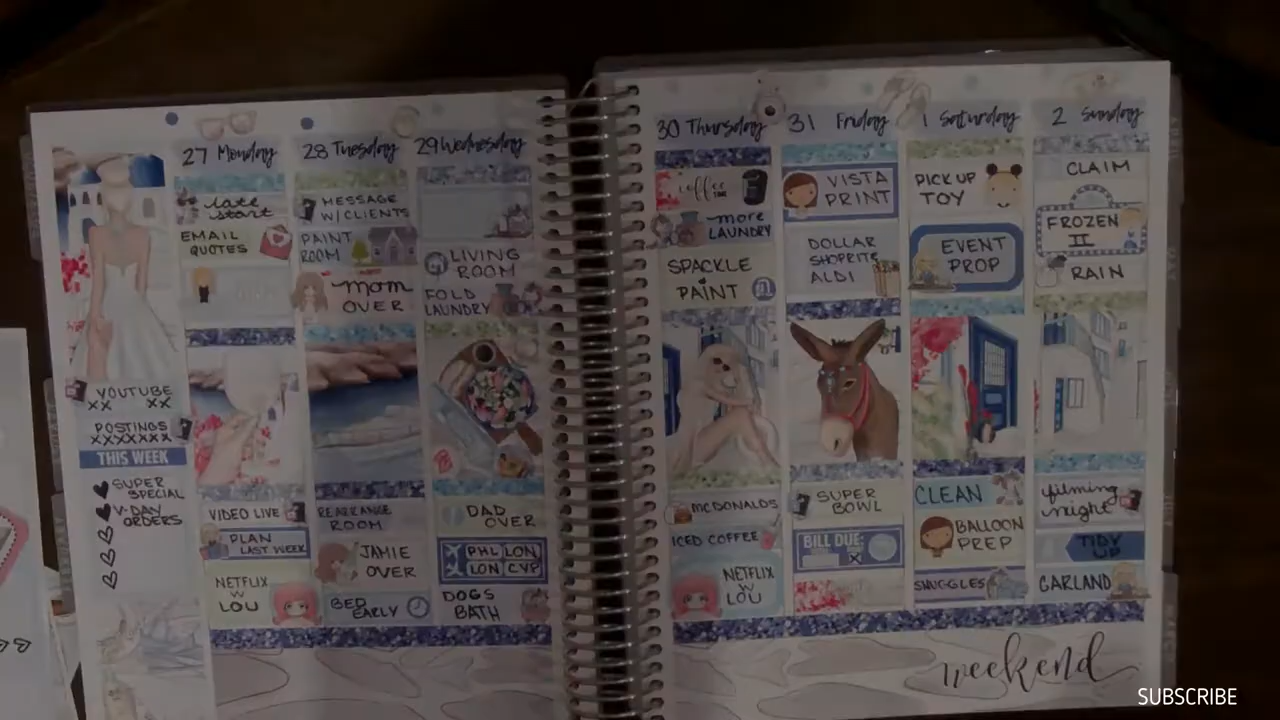 27 Monday
late
start
EMAIL
QUOTES
VIDEO LIVE
PLAN
LAST WEEK
NETFLIX
W
LOU
28 Tuesday
MESSAGE
W/CLIENTS
PAINT
ROOM
mom
OVER
REARRANGE
ROOM
JAMIE
OVER
BED
EARLY
29 Wednesday
LIVING
ROOM
FOLD
LAUNDRY
DAD
OVER
PHL LON
LON CVP
DOGS
BATH
YOUTUBE
XX XX
POSTINGS
XXXXXXX
THIS WEEK
SUPER
SPECIAL
V-DAY
ORDERS
30 Thursday
coffee
more
LAUNDRY
SPACKLE
PAINT
MCDONALDS
ICED COFFEE
NETFLIX
W
LOU
31 Friday
VISTA
PRINT
DOLLAR
SHOPRITE
ALDI
SUPER
BOWL
BILL DUE:
X
1 Saturday
PICK UP
TOY
EVENT
PROP
CLEAN
BALLOON
PREP
SNUGGLES
2 Sunday
CLAIM
FROZEN
II
RAIN
filming
night
TIDY
UP
GARLAND
weekend
SUBSCRIBE